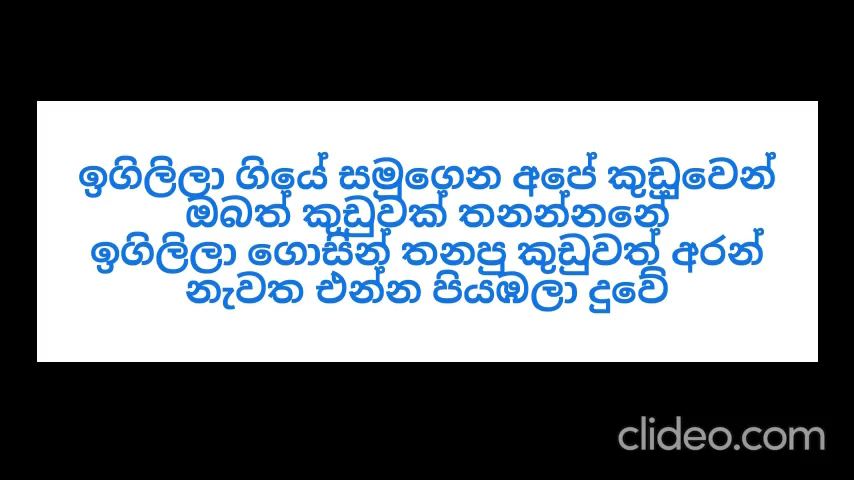 ඉගිලිලා ගියේ සමුගෙන අපේ කුඩුවෙන්
ඔබත් කූඩුවක් තනන්නනේ
ඉගිලිලා ගොසින් තනපු කුඩුවත් අරන්
නැවත එන්න පියඹලා දුවේ
clideo.com